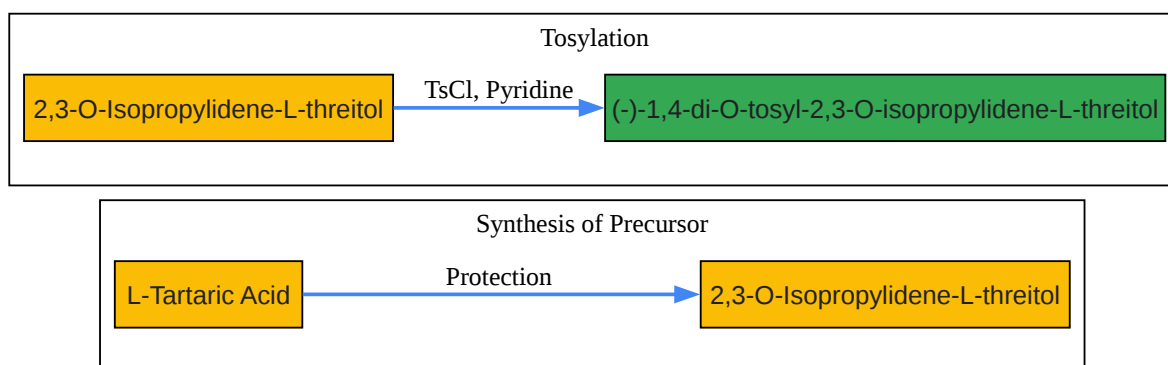 Tosylation
2,3-O-Isopropylidene-L-threitol
TsCl, Pyridine
(-)-1,4-di-O-tosyl-2,3-O-isopropylidene-L-threitol
Synthesis of Precursor
L-Tartaric Acid
Protection
2,3-O-Isopropylidene-L-threitol